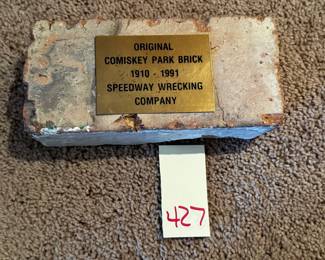 ORIGINAL
COMISKEY PARK BRICK
1910 - 1991
SPEEDWAY WRECKING
COMPANY
427